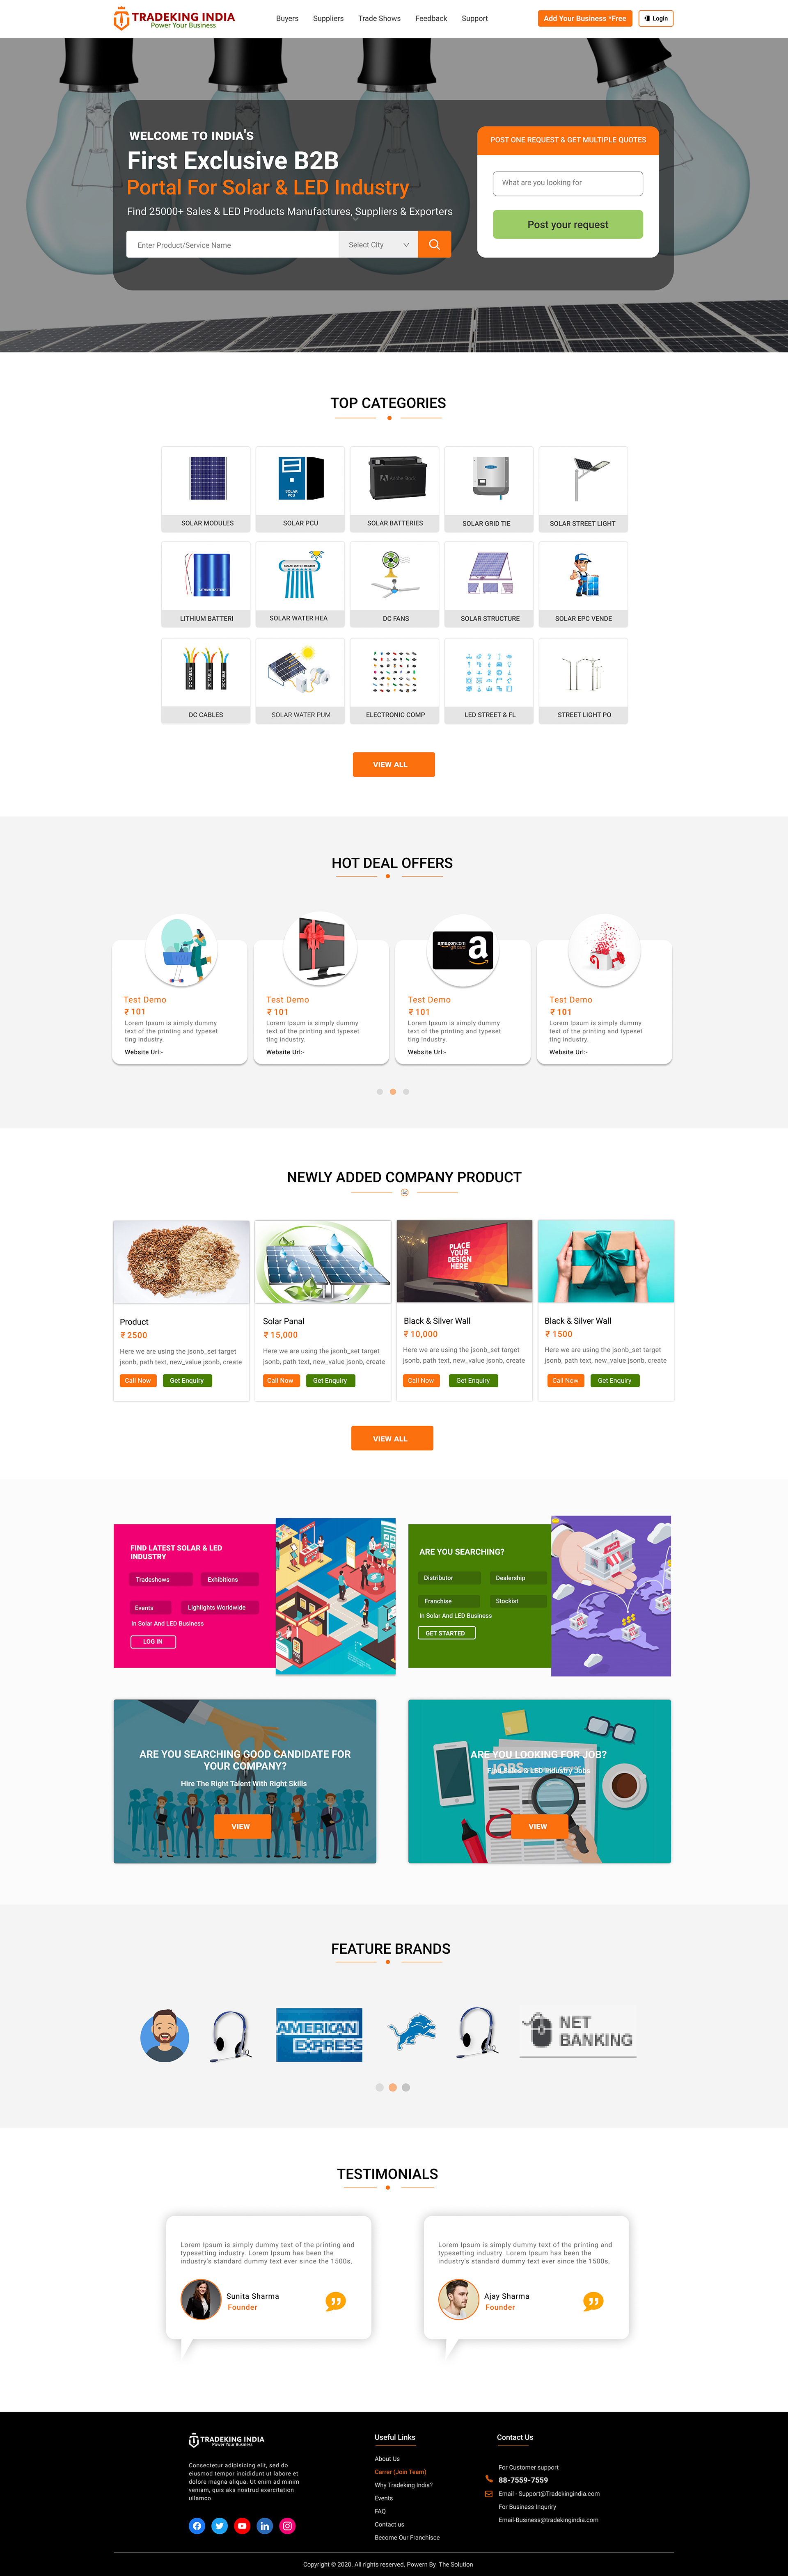 TRADEKING INDIA
Power Your Business
Buyers
Suppliers
Trade Shows
Feedback
Support
Add Your Business *Free
Login
WELCOME TO INDIA'S
First Exclusive B2B
Portal For Solar & LED Industry
Find 25000+ Sales & LED Products Manufactures, Suppliers & Exporters
Enter Product/Service Name
Select City
POST ONE REQUEST & GET MULTIPLE QUOTES
What are you looking for
Post your request
TOP CATEGORIES
SOLAR
PCU
Adobe Stock
SOLAR MODULES
SOLAR PCU
SOLAR BATTERIES
SOLAR GRID TIE
SOLAR STREET LIGHT
LITHIUM BATTERY
SOLAR WATER HEATER
LITHIUM BATTERI
SOLAR WATER HEA
DC FANS
SOLAR STRUCTURE
SOLAR EPC VENDE
DC CABLE
DC CABLE
DC CABLE
DC CABLES
SOLAR WATER PUM
ELECTRONIC COMP
LED STREET & FL
STREET LIGHT PO
VIEW ALL
HOT DEAL OFFERS
amazon.com
gift card
a
Test Demo
₹ 101
Lorem Ipsum is simply dummy
text of the printing and typeset
ting industry.
Website Url:-
Test Demo
₹ 101
Lorem Ipsum is simply dummy
text of the printing and typeset
ting industry.
Website Url:-
Test Demo
₹ 101
Lorem Ipsum is simply dummy
text of the printing and typeset
ting industry.
Website Url:-
Test Demo
₹ 101
Lorem Ipsum is simply dummy
text of the printing and typeset
ting industry.
Website Url:-
NEWLY ADDED COMPANY PRODUCT
Product
₹ 2500
Here we are using the jsonb_set target
jsonb, path text, new_value jsonb, create
Call Now
Get Enquiry
Solar Panal
₹ 15,000
Here we are using the jsonb_set target
jsonb, path text, new_value jsonb, create
Call Now
Get Enquiry
PLACE
YOUR
DESIGN
HERE
Black & Silver Wall
₹ 10,000
Here we are using the jsonb_set target
jsonb, path text, new_value jsonb, create
Call Now
Get Enquiry
Black & Silver Wall
₹ 1500
Here we are using the jsonb_set target
jsonb, path text, new_value jsonb, create
Call Now
Get Enquiry
VIEW ALL
FIND LATEST SOLAR & LED
INDUSTRY
Tradeshows
Exhibitions
Events
Lighlights Worldwide
In Solar And LED Business
LOG IN
ARE YOU SEARCHING?
Distributor
Dealership
Franchise
Stockist
In Solar And LED Business
GET STARTED
ARE YOU SEARCHING GOOD CANDIDATE FOR
YOUR COMPANY?
Hire The Right Talent With Right Skills
VIEW
ARE YOU LOOKING FOR JOB?
JOBS
Find Sales & LED Industry Jobs
VIEW
FEATURE BRANDS
AMERICAN
EXPRESS
NET
BANKING
TESTIMONIALS
Lorem Ipsum is simply dummy text of the printing and
typesetting industry. Lorem Ipsum has been the
industry's standard dummy text ever since the 1500s,
Sunita Sharma
Founder
Lorem Ipsum is simply dummy text of the printing and
typesetting industry. Lorem Ipsum has been the
industry's standard dummy text ever since the 1500s,
Ajay Sharma
Founder
TRADEKING INDIA
Power Your Business
Consectetur adipisicing elit, sed do
eiusmod tempor incididunt ut labore et
dolore magna aliqua. Ut enim ad minim
veniam, quis aks nostrud exercitation
ullamco.
Useful Links
About Us
Carrer (Join Team)
Why Tradeking India?
Events
FAQ
Contact us
Become Our Franchisce
Contact Us
For Customer support
88-7559-7559
Email - Support@Tradekingindia.com
For Business Inquriry
Email-Business@tradekingindia.com
Copyright © 2020. All rights reserved. Powern By The Solution